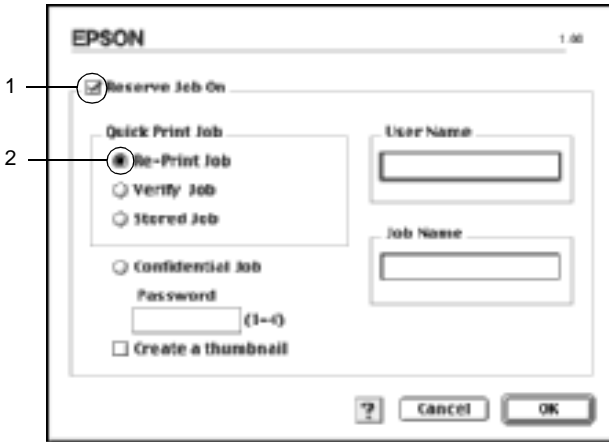 EPSON
1.00
1
Reserve Job On
Quick Print Job
User Name
2
Re-Print Job
Verify Job
Stored Job
Job Name
Confidential Job
Password
(1-4)
Create a thumbnail
?
Cancel
OK